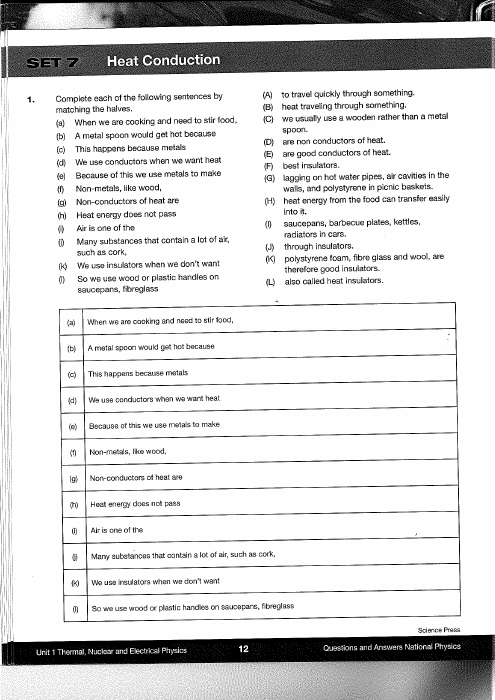 SET 7 Heat Conduction
1. Complete each of the following sentences by
matching the halves.
(a) When we are cooking and need to stir food,
(b) A metal spoon would get hot because
(c) This happens because metals
(d) We use conductors when we want heat
(e) Because of this we use metals to make
(f) Non-metals, like wood,
(g) Non-conductors of heat are
(h) Heat energy does not pass
(i) Air is one of the
(j) Many substances that contain a lot of air,
such as cork,
(k) We use insulators when we don't want
(l) So we use wood or plastic handles on
saucepans, fibreglass
(A) to travel quickly through something.
(B) heat traveling through something.
(C) we usually use a wooden rather than a metal
spoon.
(D) are non conductors of heat.
(E) are good conductors of heat.
(F) best insulators.
(G) lagging on hot water pipes, air cavities in the
walls, and polystyrene in picnic baskets.
(H) heat energy from the food can transfer easily
into it.
(I) saucepans, barbecue plates, kettles,
radiators in cars.
(J) through insulators.
(K) polystyrene foam, fibre glass and wool, are
therefore good insulators.
(L) also called heat insulators.
(a) When we are cooking and need to stir food,
(b) A metal spoon would get hot because
(c) This happens because metals
(d) We use conductors when we want heat
(e) Because of this we use metals to make
(f) Non-metals, like wood,
(g) Non-conductors of heat are
(h) Heat energy does not pass
(i) Air is one of the
(j) Many substances that contain a lot of air, such as cork,
(k) We use insulators when we don't want
(l) So we use wood or plastic handles on saucepans, fibreglass
Science Press
Unit 1 Thermal, Nuclear and Electrical Physics 12 Questions and Answers National Physics